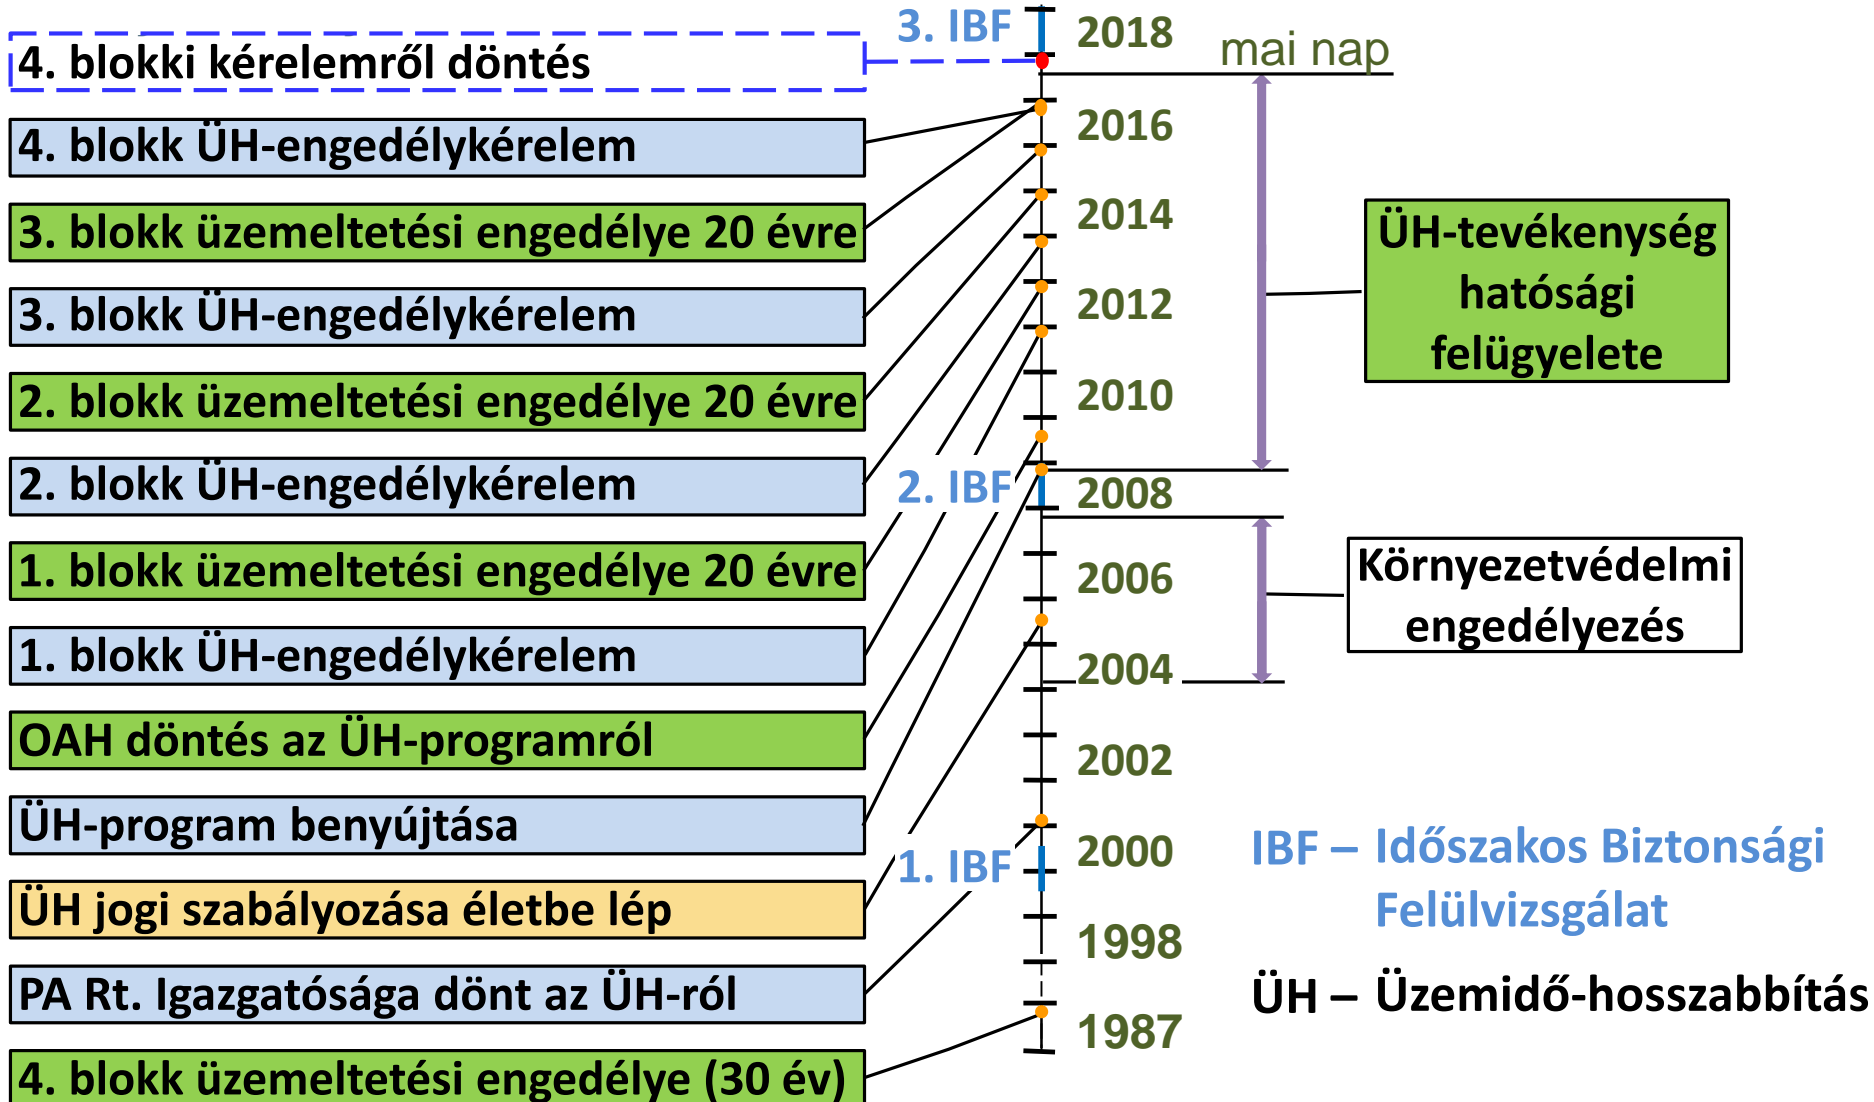 4. blokki kérelemről döntés
4. blokk ÜH-engedélykérelem
3. blokk üzemeltetési engedélye 20 évre
3. blokk ÜH-engedélykérelem
2. blokk üzemeltetési engedélye 20 évre
2. blokk ÜH-engedélykérelem
1. blokk üzemeltetési engedélye 20 évre
1. blokk ÜH-engedélykérelem
OAH döntés az ÜH-programról
ÜH-program benyújtása
ÜH jogi szabályozása életbe lép
PA Rt. Igazgatósága dönt az ÜH-ról
4. blokk üzemeltetési engedélye (30 év)
3. IBF
2. IBF
1. IBF
2018
2016
2014
2012
2010
2008
2006
2004
2002
2000
1998
1987
mai nap
ÜH-tevékenység
hatósági
felügyelete
Környezetvédelmi
engedélyezés
IBF – Időszakos Biztonsági
Felülvizsgálat
ÜH – Üzemidő-hosszabbítás